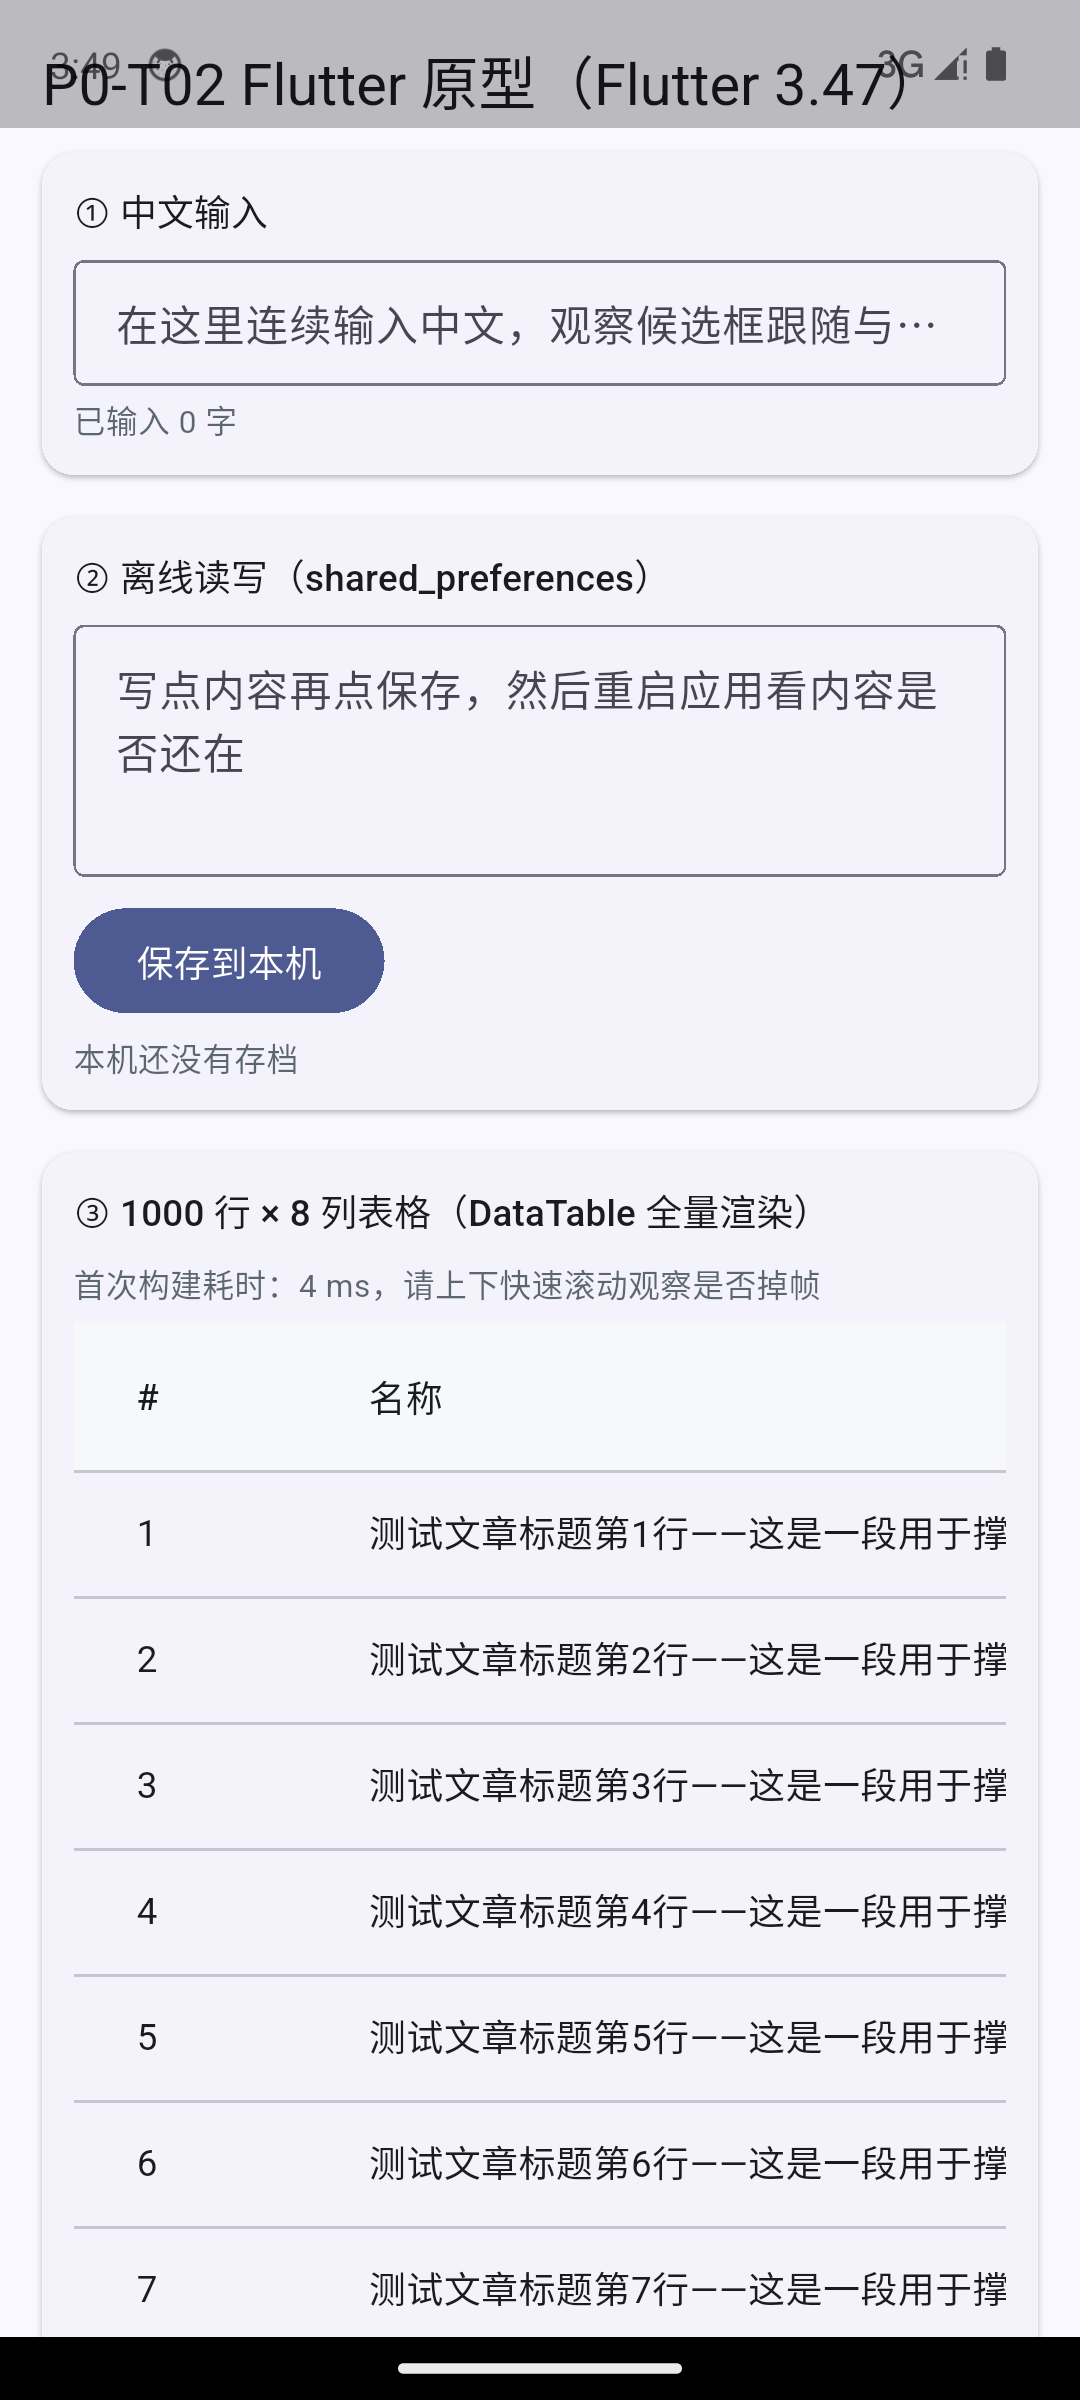 3:49
3G
P0-T02 Flutter 原型（Flutter 3.47）
① 中文输入
在这里连续输入中文，观察候选框跟随与…
已输入 0 字
② 离线读写（shared_preferences）
写点内容再点保存，然后重启应用看内容是
否还在
保存到本机
本机还没有存档
③ 1000 行 × 8 列表格（DataTable 全量渲染）
首次构建耗时：4 ms，请上下快速滚动观察是否掉帧
# 名称
1 测试文章标题第1行——这是一段用于撑
2 测试文章标题第2行——这是一段用于撑
3 测试文章标题第3行——这是一段用于撑
4 测试文章标题第4行——这是一段用于撑
5 测试文章标题第5行——这是一段用于撑
6 测试文章标题第6行——这是一段用于撑
7 测试文章标题第7行——这是一段用于撑